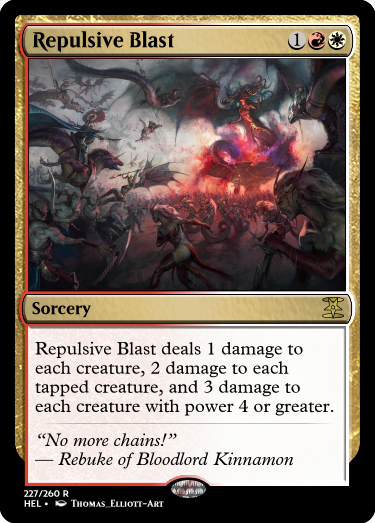 Repulsive Blast 1
Sorcery
Repulsive Blast deals 1 damage to
each creature, 2 damage to each
tapped creature, and 3 damage to
each creature with power 4 or greater.
“No more chains!”
— Rebuke of Bloodlord Kinnamon
227/260 R
HEL • Thomas_Elliott-Art